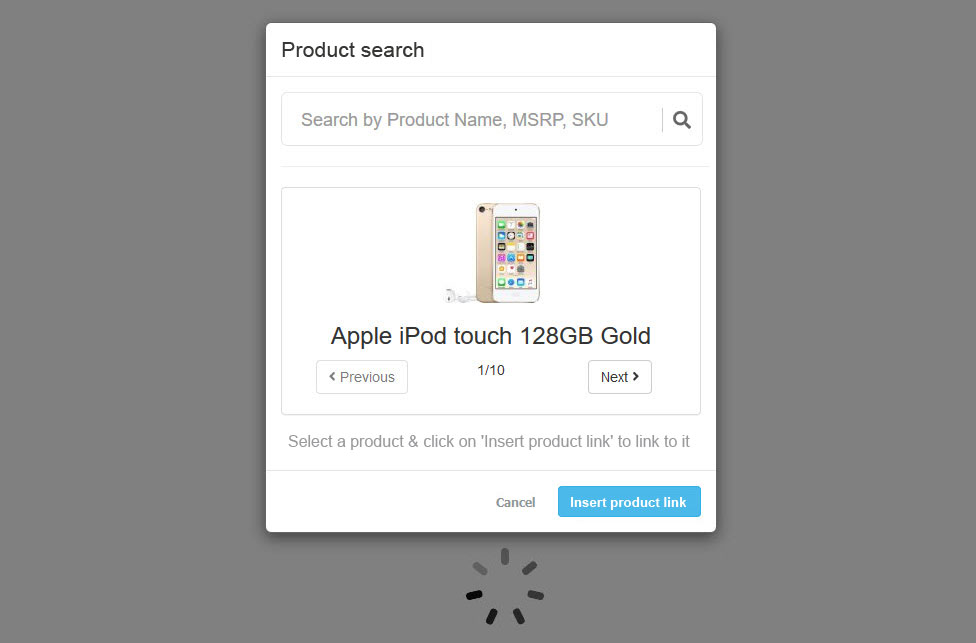 Product search
Search by Product Name, MSRP, SKU
Apple iPod touch 128GB Gold
Previous
1/10
Next
Select a product & click on 'Insert product link' to link to it
Cancel
Insert product link